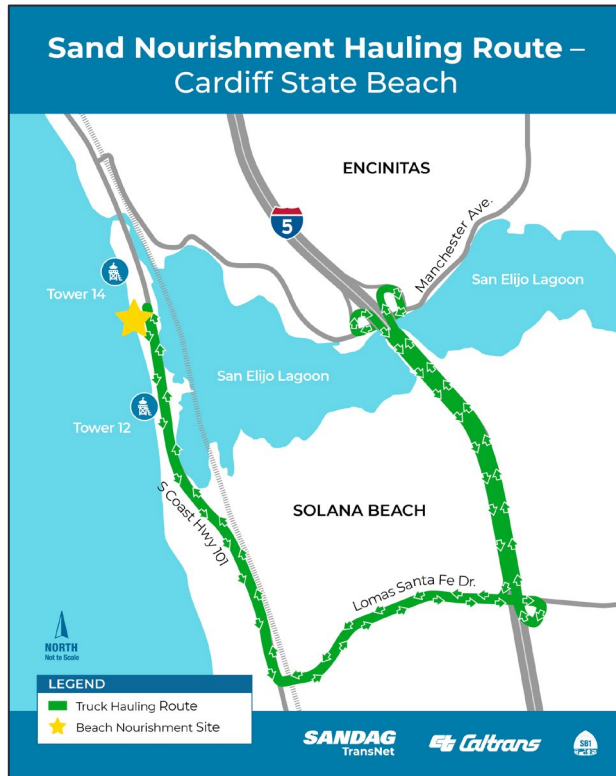 Sand Nourishment Hauling Route –
Cardiff State Beach
ENCINITAS
5
Manchester Ave.
San Elijo Lagoon
Tower 14
San Elijo Lagoon
Tower 12
S Coast Hwy 101
SOLANA BEACH
Lomas Santa Fe Dr.
NORTH
Not to Scale
LEGEND
Truck Hauling Route
Beach Nourishment Site
SANDAG
TransNet
Caltrans
SB1